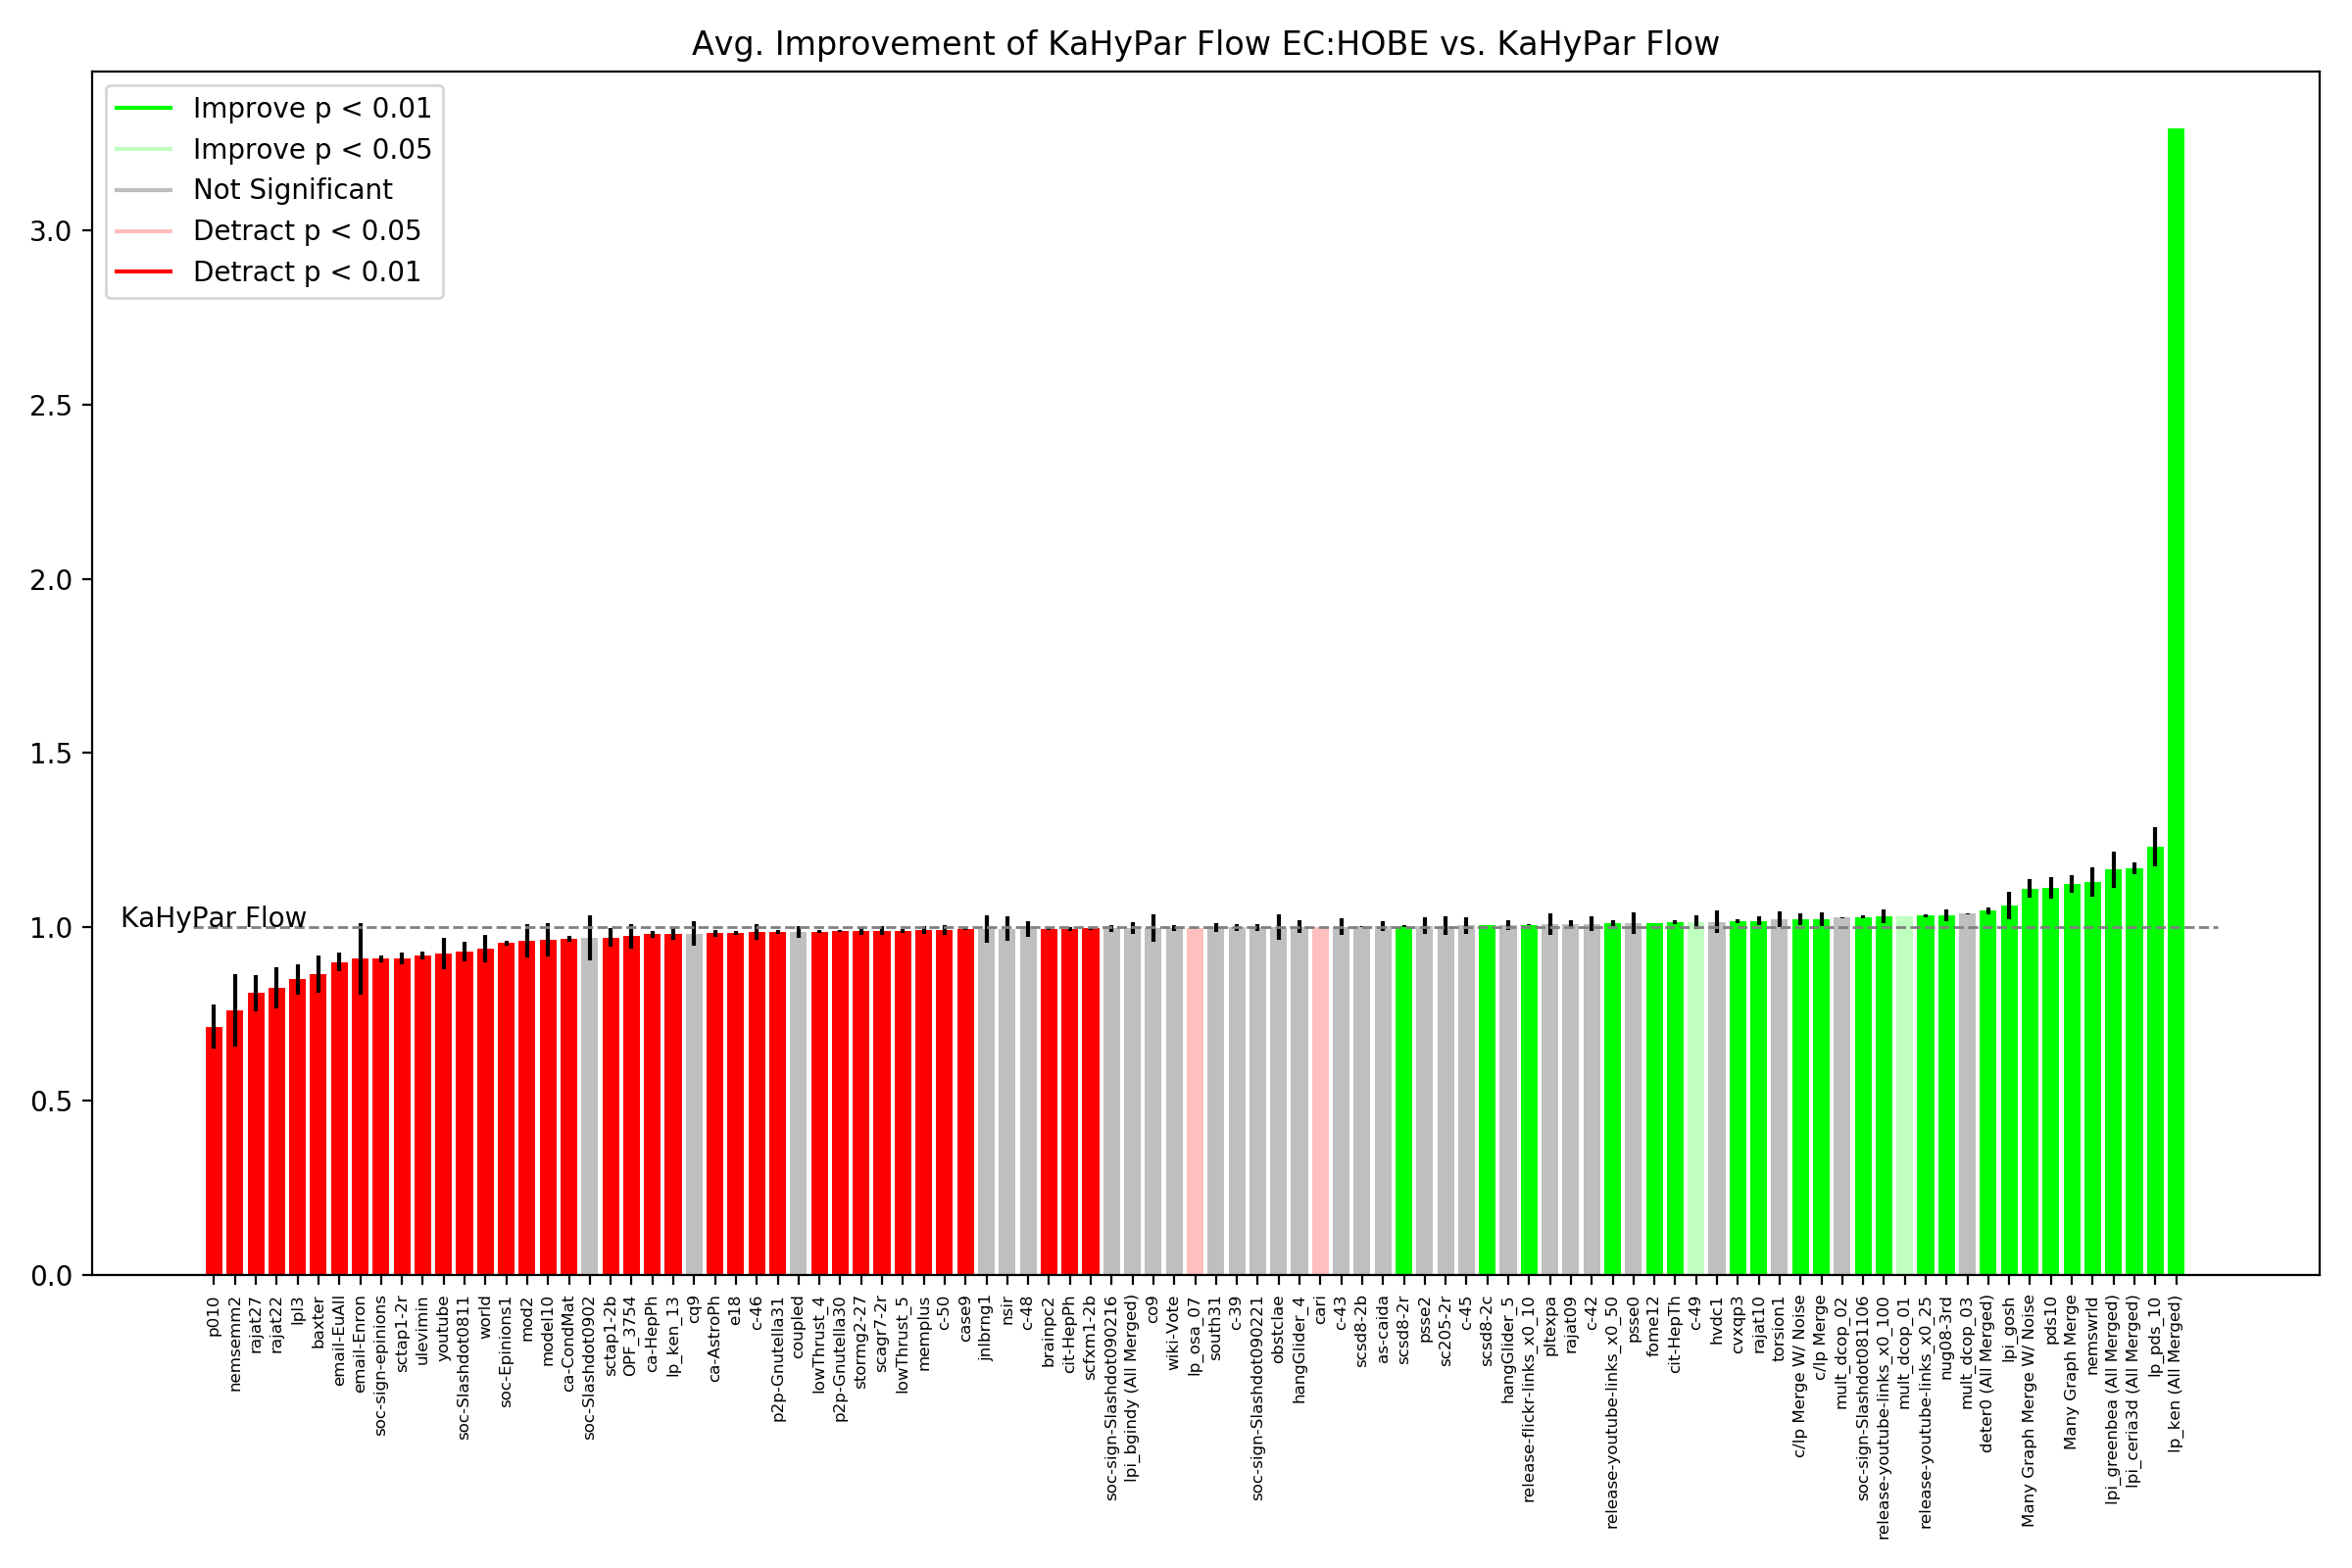 Avg. Improvement of KaHyPar Flow EC:HOBE vs. KaHyPar Flow
Improve p < 0.01
Improve p < 0.05
Not Significant
Detract p < 0.05
Detract p < 0.01
3.0
2.5
2.0
1.5
1.0
0.5
0.0
KaHyPar Flow
p010
nemsemm2
rajat27
rajat22
lpl3
baxter
email-EuAll
email-Enron
soc-sign-epinions
sctap1-2r
ulevimin
youtube
soc-Slashdot0811
world
soc-Epinions1
mod2
model10
ca-CondMat
soc-Slashdot0902
sctap1-2b
OPF_3754
ca-HepPh
lp_ken_13
cq9
ca-AstroPh
e18
c-46
p2p-Gnutella31
coupled
lowThrust_4
p2p-Gnutella30
stormg2-27
scagr7-2r
lowThrust_5
memplus
c-50
case9
jnlbrng1
nsir
c-48
brainpc2
cit-HepPh
scfxm1-2b
soc-sign-Slashdot090216
lpi_bgindy (All Merged)
co9
wiki-Vote
lp_osa_07
south31
c-39
soc-sign-Slashdot090221
obstclae
hangGlider_4
cari
c-43
scsd8-2b
as-caida
scsd8-2r
psse2
sc205-2r
c-45
scsd8-2c
hangGlider_5
release-flickr-links_x0_10
pltexpa
rajat09
c-42
release-youtube-links_x0_50
psse0
fome12
cit-HepTh
c-49
hvdc1
cvxqp3
rajat10
torsion1
c/lp Merge W/ Noise
c/lp Merge
mult_dcop_02
soc-sign-Slashdot081106
release-youtube-links_x0_100
mult_dcop_01
release-youtube-links_x0_25
nug08-3rd
mult_dcop_03
deter0 (All Merged)
lpi_gosh
Many Graph Merge W/ Noise
pds10
Many Graph Merge
nemswrld
lpi_greenbea (All Merged)
lpi_ceria3d (All Merged)
lp_pds_10
lp_ken (All Merged)